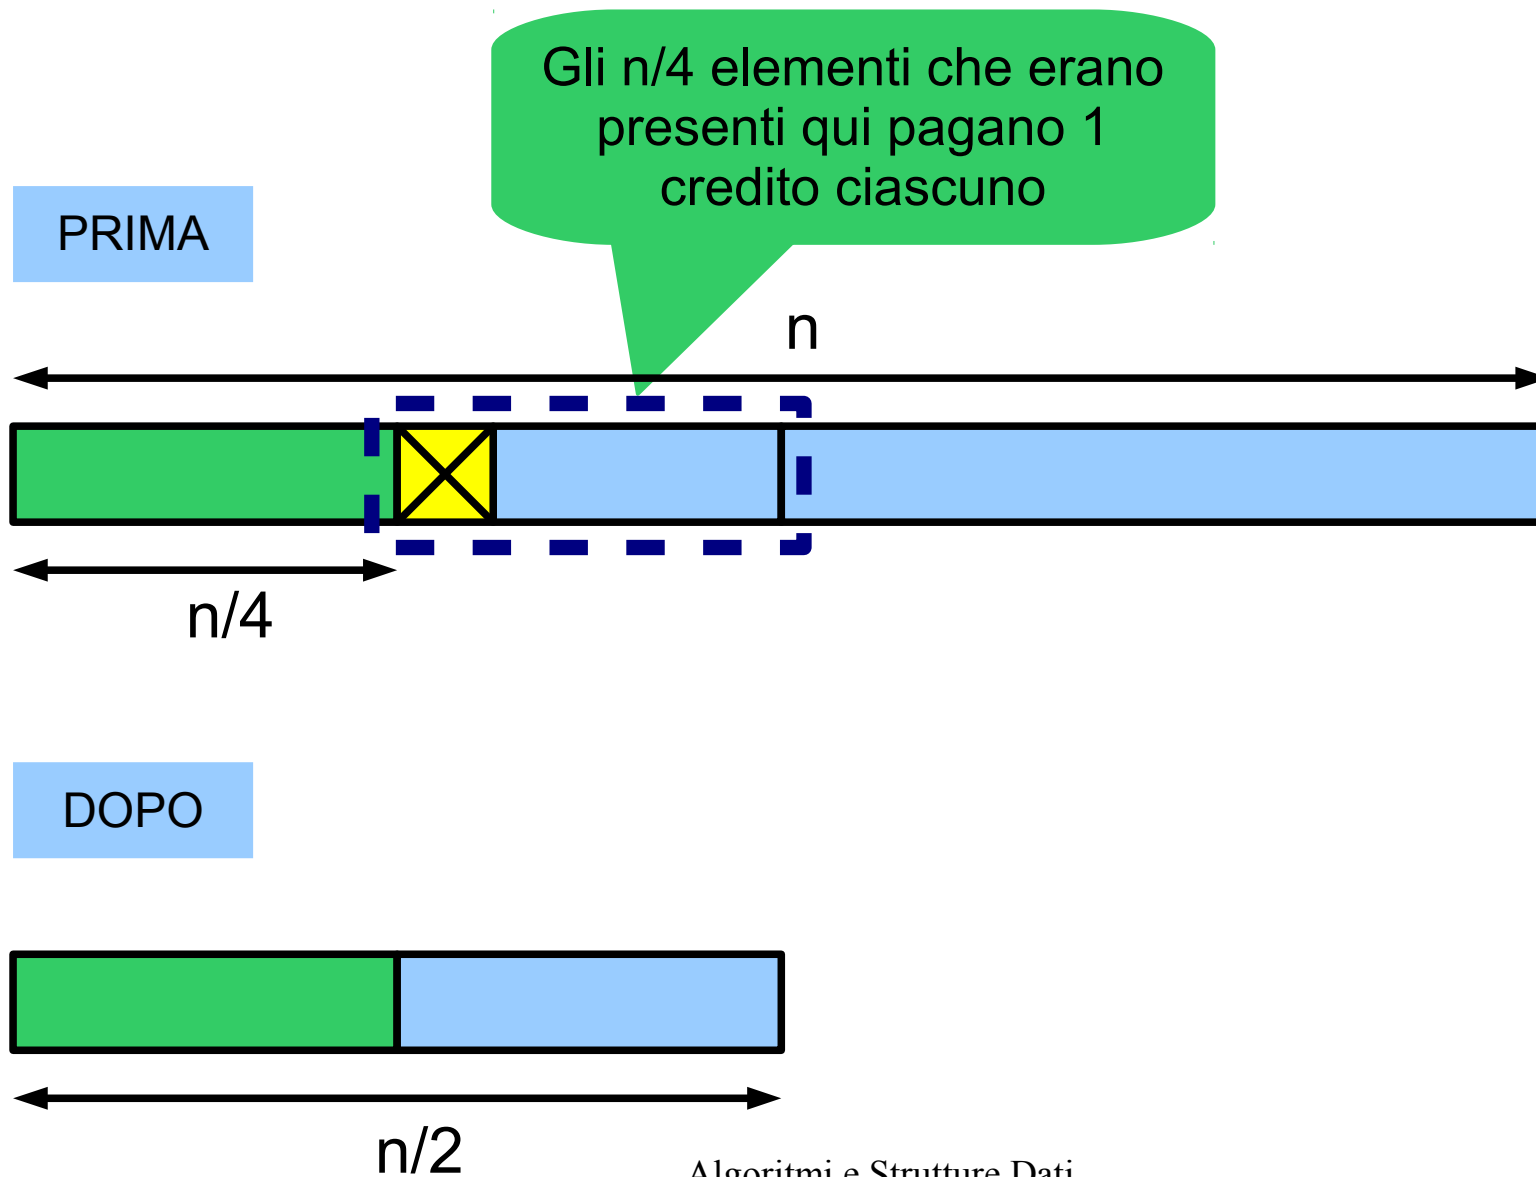 Gli n/4 elementi che erano
presenti qui pagano 1
credito ciascuno
PRIMA
n
n/4
DOPO
n/2
Algoritmi e Strutture Dati